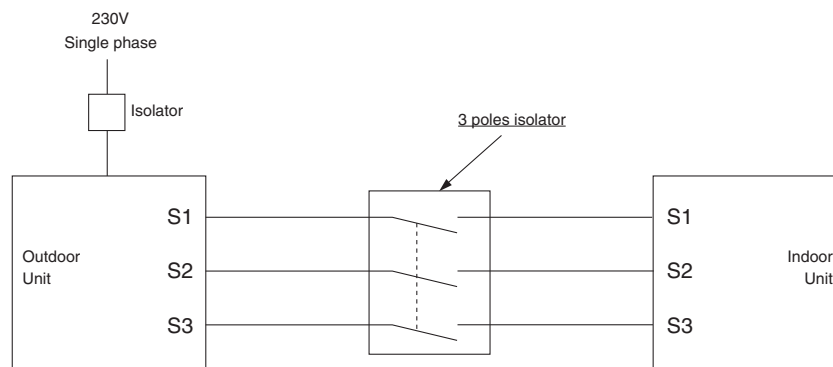 230V
Single phase
Isolator
3 poles isolator
S1
S1
Outdoor
Unit
S2
S2
Indoor
Unit
S3
S3